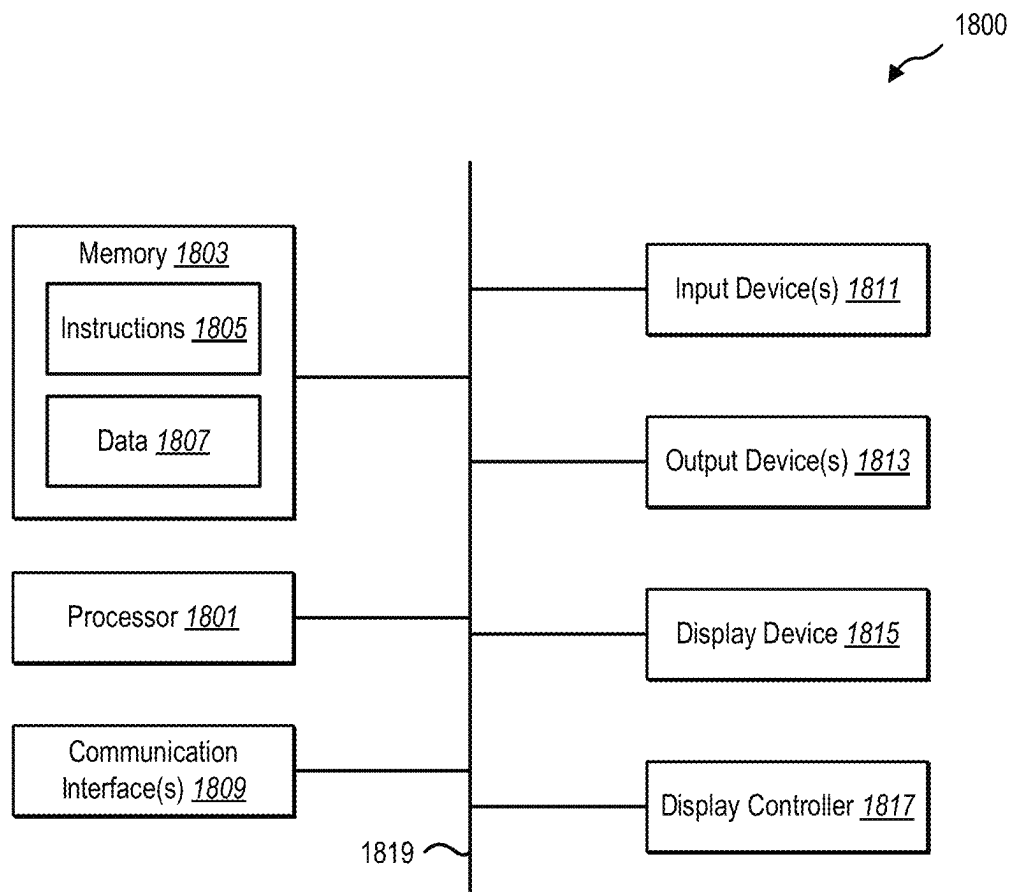 1800
Memory 1803
Instructions 1805
Data 1807
Processor 1801
Communication
Interface(s) 1809
Input Device(s) 1811
Output Device(s) 1813
Display Device 1815
Display Controller 1817
1819